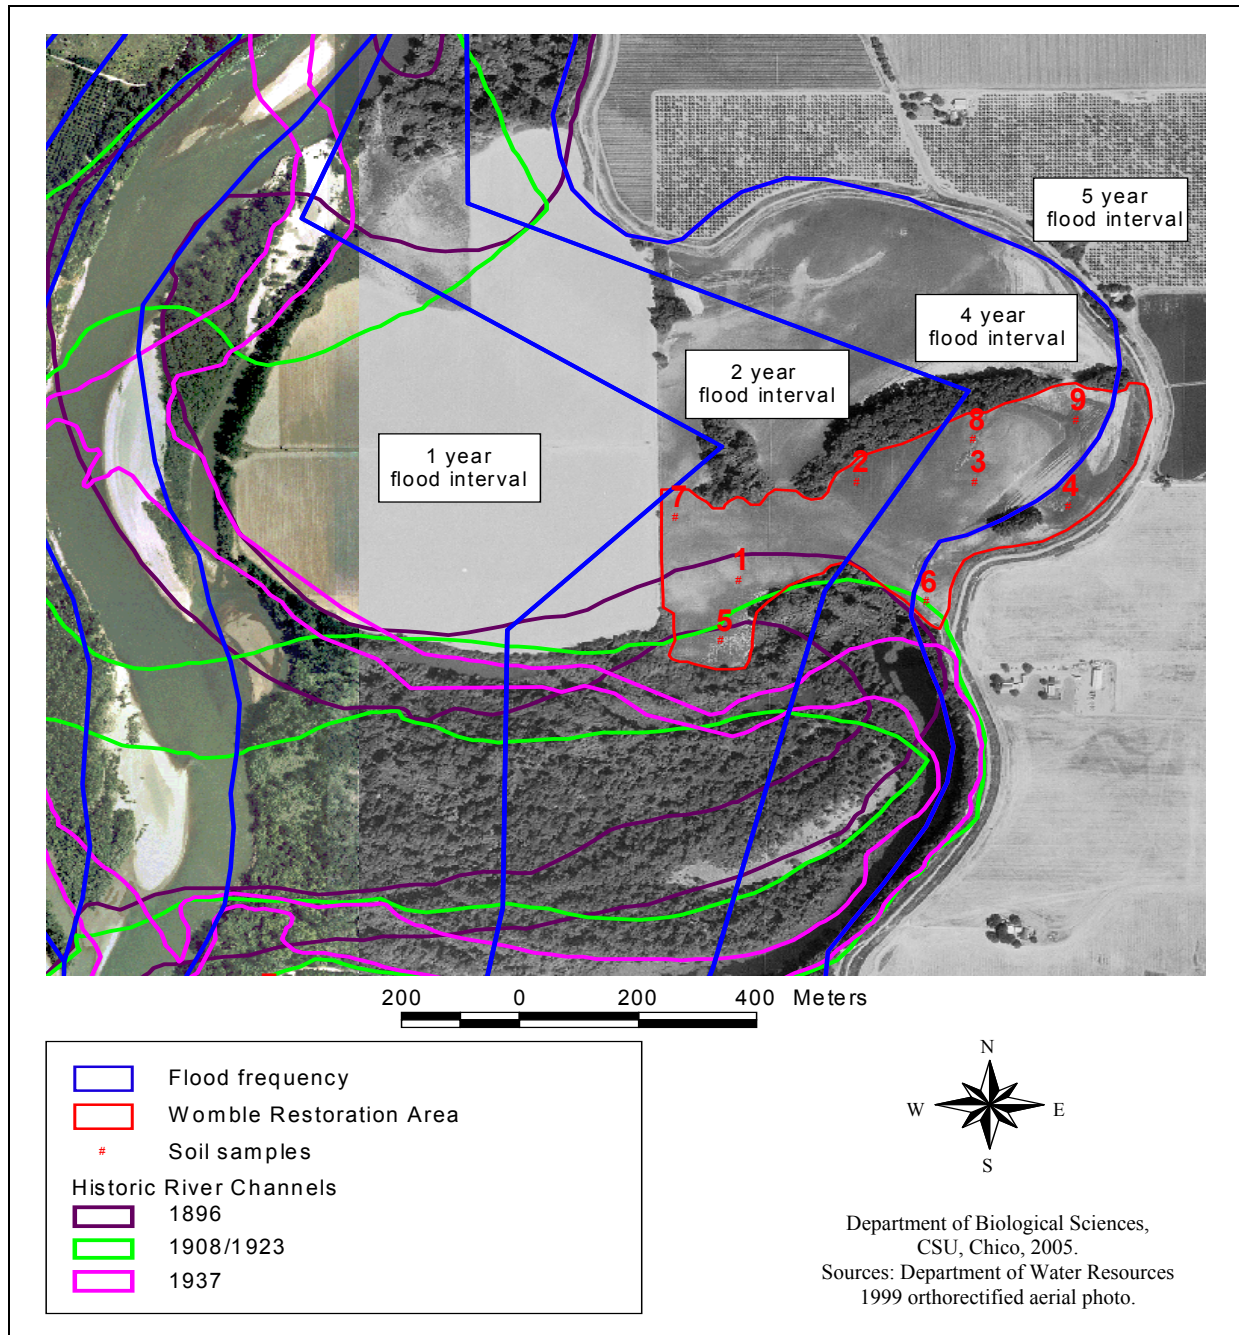 5 year
flood interval
4 year
flood interval
2 year
flood interval
1 year
flood interval
9
8
2
3
4
7
1
6
5
#
#
#
#
#
#
#
#
#
200 0 200 400 Meters
Flood frequency
Womble Restoration Area
# Soil samples
Historic River Channels
1896
1908/1923
1937
N
W E
S
Department of Biological Sciences,
CSU, Chico, 2005.
Sources: Department of Water Resources
1999 orthorectified aerial photo.